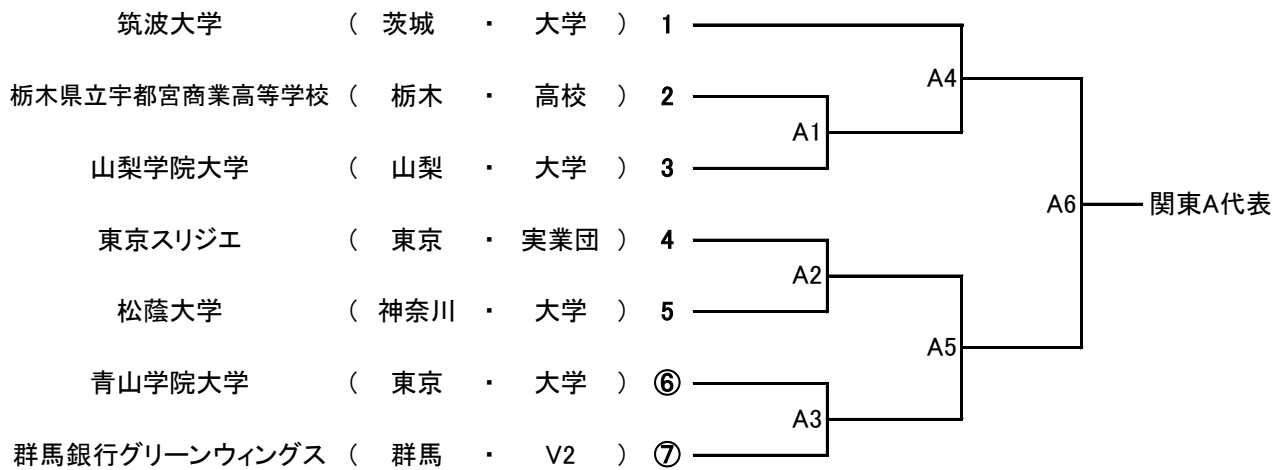 筑波大学 ( 茨城 ・ 大学 ) 1
A4
栃木県立宇都宮商業高等学校 ( 栃木 ・ 高校 ) 2
A1
山梨学院大学 ( 山梨 ・ 大学 ) 3
A6 関東A代表
東京スリジエ ( 東京 ・ 実業団 ) 4
A2
松蔭大学 ( 神奈川 ・ 大学 ) 5
A5
青山学院大学 ( 東京 ・ 大学 ) ⑥
A3
群馬銀行グリーンウィングス ( 群馬 ・ V2 ) ⑦